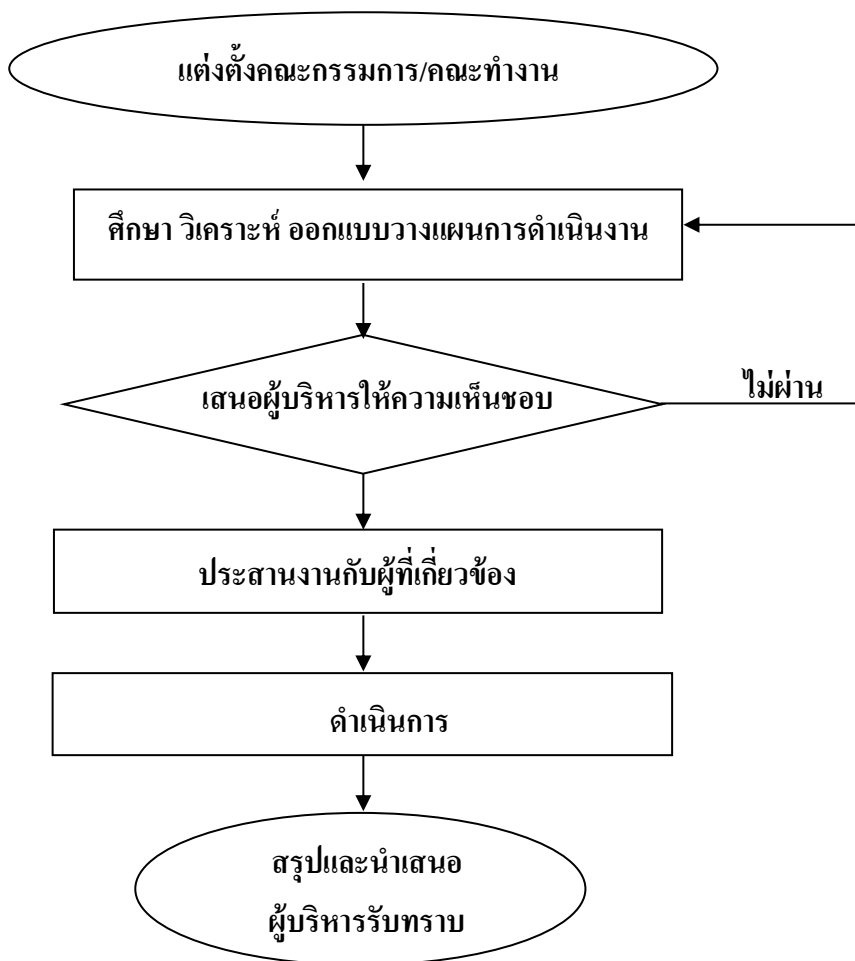 แต่งตั้งคณะกรรมการ/คณะทำงาน
ศึกษา วิเคราะห์ ออกแบบวางแผนการดำเนินงาน
เสนอผู้บริหารให้ความเห็นชอบ
ไม่ผ่าน
ประสานงานกับผู้ที่เกี่ยวข้อง
ดำเนินการ
สรุปและนำเสนอ
ผู้บริหารรับทราบ